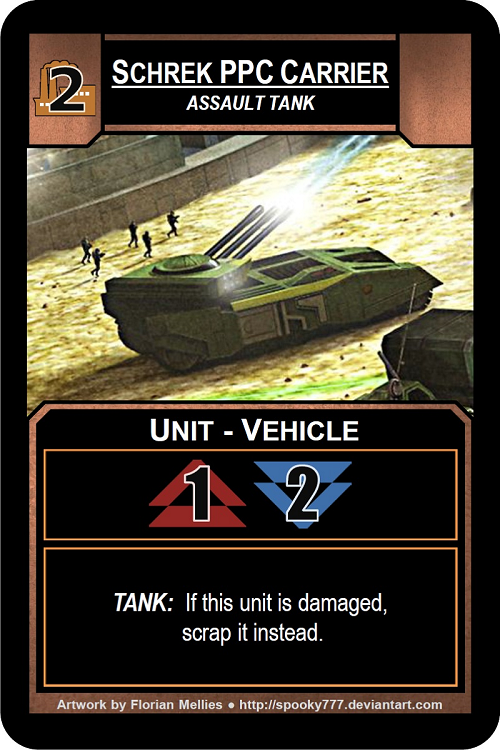 2
SCHREK PPC CARRIER
ASSAULT TANK
UNIT - VEHICLE
1 2
TANK: If this unit is damaged,
scrap it instead.
Artwork by Florian Mellies ● http://spooky777.deviantart.com